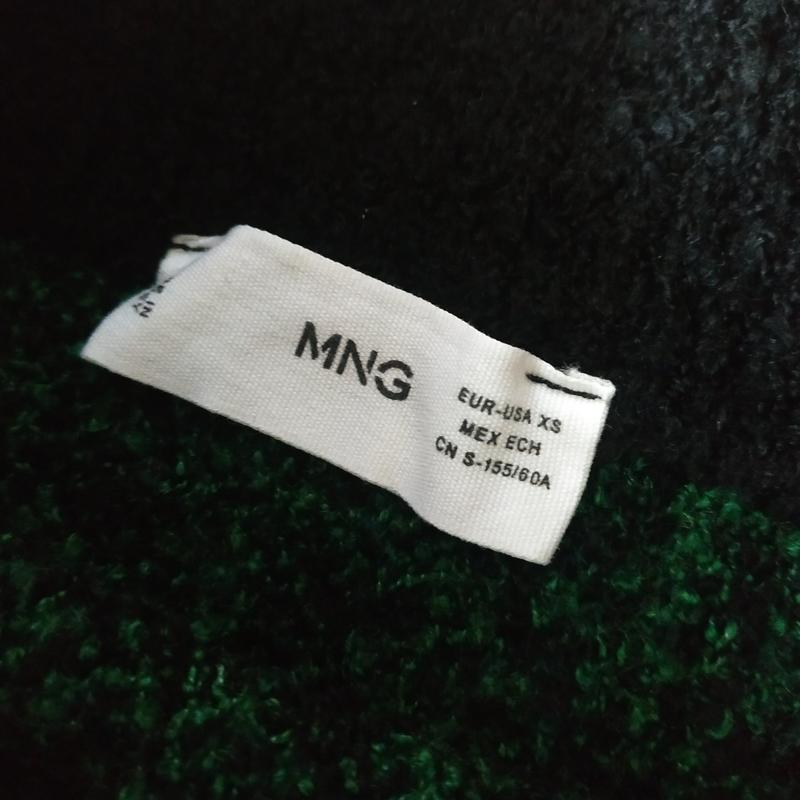 MNG
EUR-USA XS
MEX ECH
CN S-155/60A